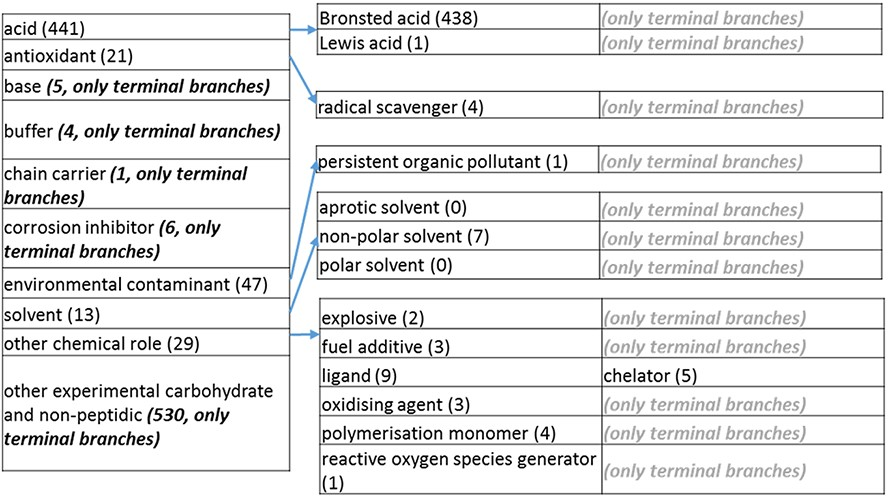 acid (441)
antioxidant (21)
base (5, only terminal branches)
buffer (4, only terminal branches)
chain carrier (1, only terminal
branches)
corrosion inhibitor (6, only
terminal branches)
environmental contaminant (47)
solvent (13)
other chemical role (29)
other experimental carbohydrate
and non-peptidic (530, only
terminal branches)
Bronsted acid (438) (only terminal branches)
Lewis acid (1) (only terminal branches)
radical scavenger (4) (only terminal branches)
persistent organic pollutant (1) (only terminal branches)
aprotic solvent (0) (only terminal branches)
non-polar solvent (7) (only terminal branches)
polar solvent (0) (only terminal branches)
explosive (2) (only terminal branches)
fuel additive (3) (only terminal branches)
ligand (9) chelator (5)
oxidising agent (3) (only terminal branches)
polymerisation monomer (4) (only terminal branches)
reactive oxygen species generator
(1) (only terminal branches)